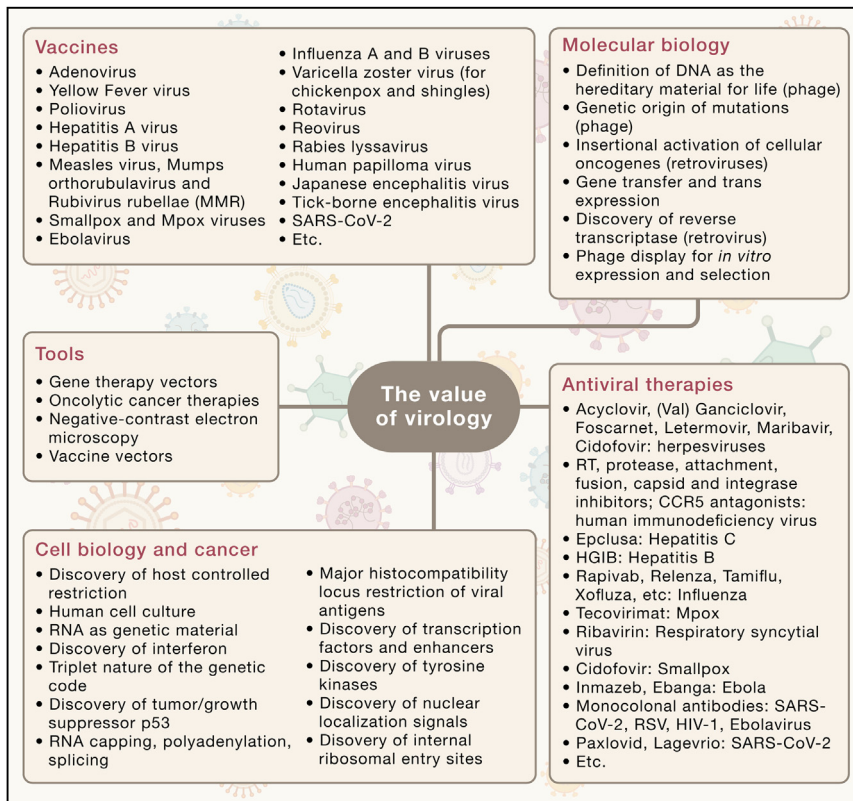 Vaccines
• Adenovirus
• Yellow Fever virus
• Poliovirus
• Hepatitis A virus
• Hepatitis B virus
• Measles virus, Mumps
orthorubulavirus and
Rubivirus rubellae (MMR)
• Smallpox and Mpox viruses
• Ebolavirus
• Influenza A and B viruses
• Varicella zoster virus (for
chickenpox and shingles)
• Rotavirus
• Reovirus
• Rabies lyssavirus
• Human papilloma virus
• Japanese encephalitis virus
• Tick-borne encephalitis virus
• SARS-CoV-2
• Etc.
Molecular biology
• Definition of DNA as the
hereditary material for life (phage)
• Genetic origin of mutations
(phage)
• Insertional activation of cellular
oncogenes (retroviruses)
• Gene transfer and trans
expression
• Discovery of reverse
transcriptase (retrovirus)
• Phage display for in vitro
expression and selection
Tools
• Gene therapy vectors
• Oncolytic cancer therapies
• Negative-contrast electron
microscopy
• Vaccine vectors
The value
of virology
Antiviral therapies
• Acyclovir, (Val) Ganciclovir,
Foscarnet, Letermovir, Maribavir,
Cidofovir: herpesviruses
• RT, protease, attachment,
fusion, capsid and integrase
inhibitors; CCR5 antagonists:
human immunodeficiency virus
• Epclusa: Hepatitis C
• HGIB: Hepatitis B
• Rapivab, Relenza, Tamiflu,
Xofluza, etc: Influenza
• Tecovirimat: Mpox
• Ribavirin: Respiratory syncytial
virus
• Cidofovir: Smallpox
• Inmazeb, Ebanga: Ebola
• Monocolonal antibodies: SARS-
CoV-2, RSV, HIV-1, Ebolavirus
• Paxlovid, Lagevrio: SARS-CoV-2
• Etc.
Cell biology and cancer
• Discovery of host controlled
restriction
• Human cell culture
• RNA as genetic material
• Discovery of interferon
• Triplet nature of the genetic
code
• Discovery of tumor/growth
suppressor p53
• RNA capping, polyadenylation,
splicing
• Major histocompatibility
locus restriction of viral
antigens
• Discovery of transcription
factors and enhancers
• Discovery of tyrosine
kinases
• Discovery of nuclear
localization signals
• Disovery of internal
ribosomal entry sites